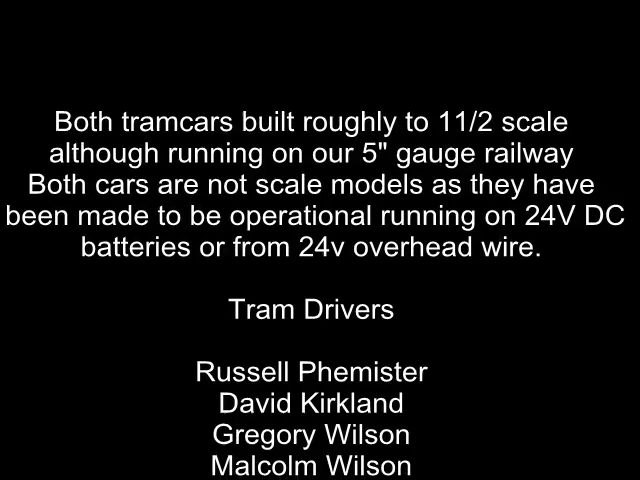 Both tramcars built roughly to 11/2 scale
although running on our 5" gauge railway
Both cars are not scale models as they have
been made to be operational running on 24V DC
batteries or from 24v overhead wire.
Tram Drivers
Russell Phemister
David Kirkland
Gregory Wilson
Malcolm Wilson